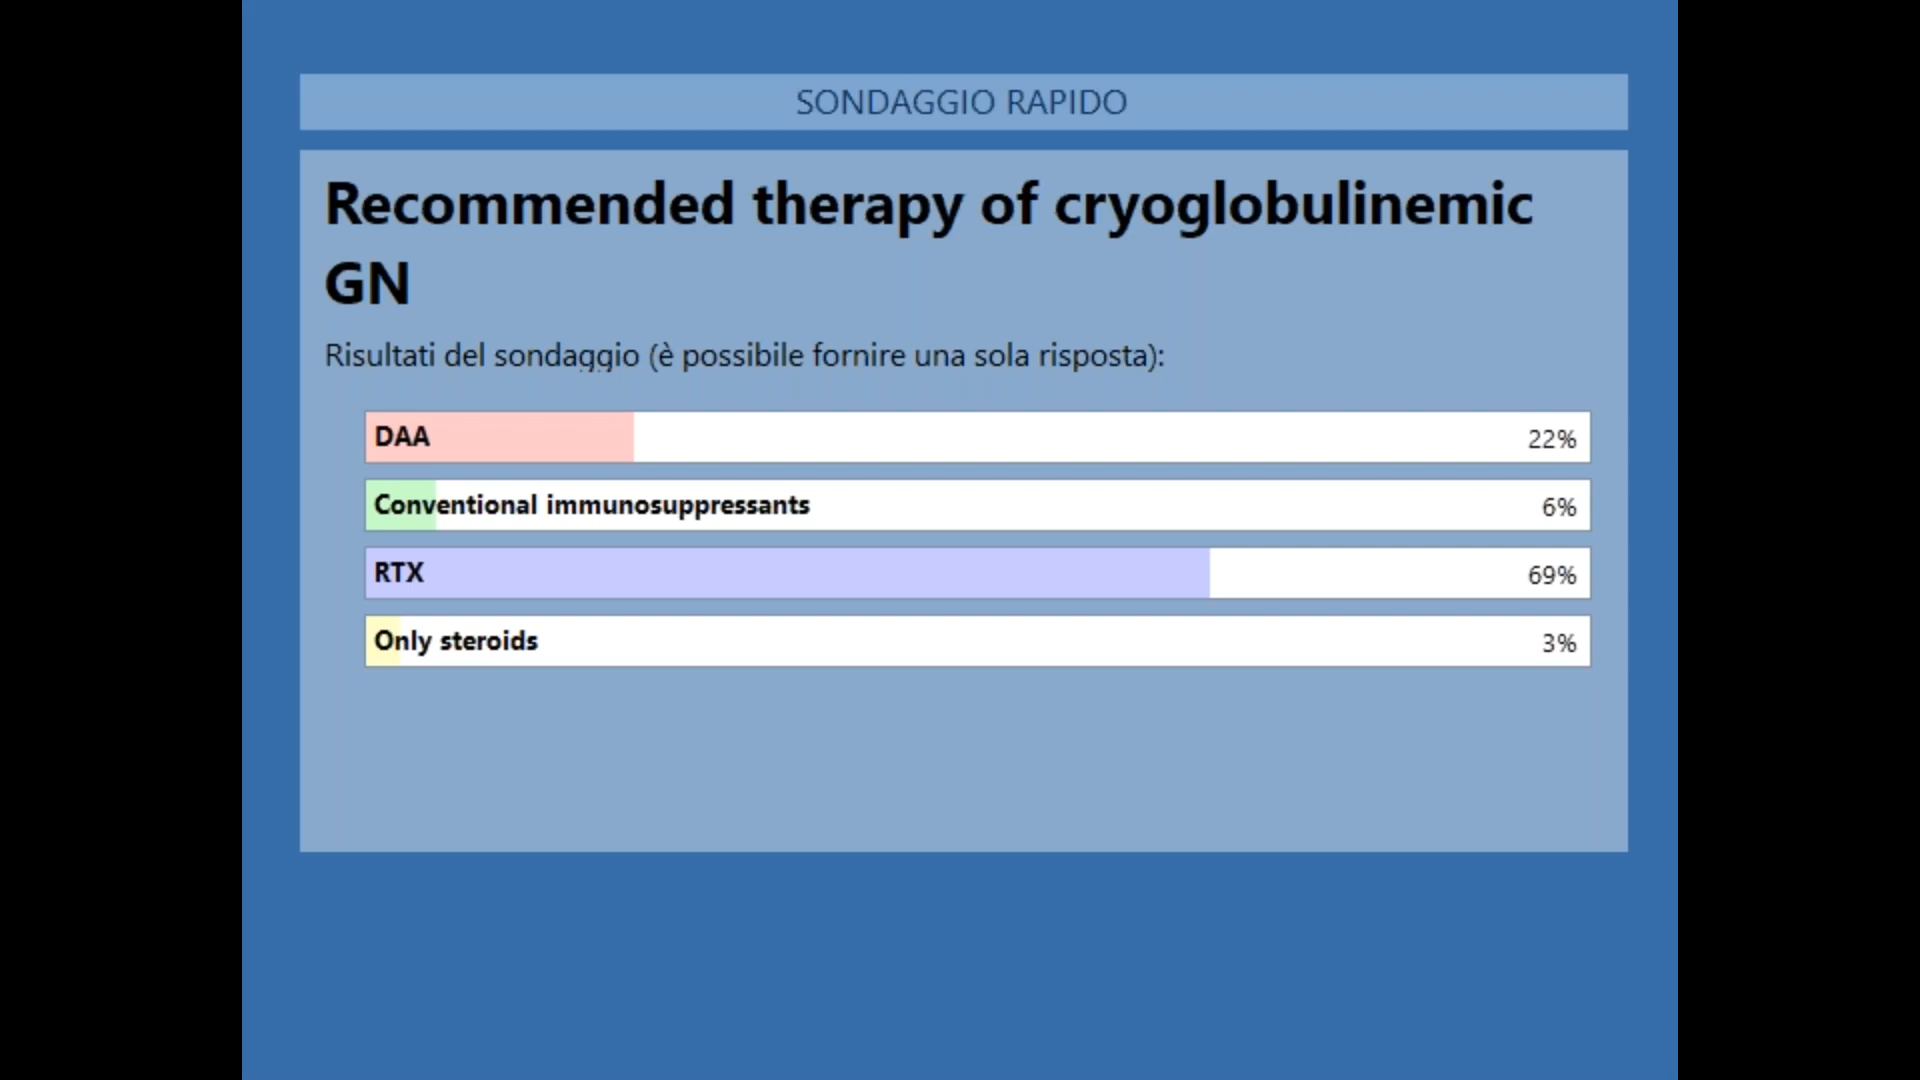 SONDAGGIO RAPIDO
Recommended therapy of cryoglobulinemic
GN
Risultati del sondaggio (è possibile fornire una sola risposta):
DAA 22%
Conventional immunosuppressants 6%
RTX 69%
Only steroids 3%